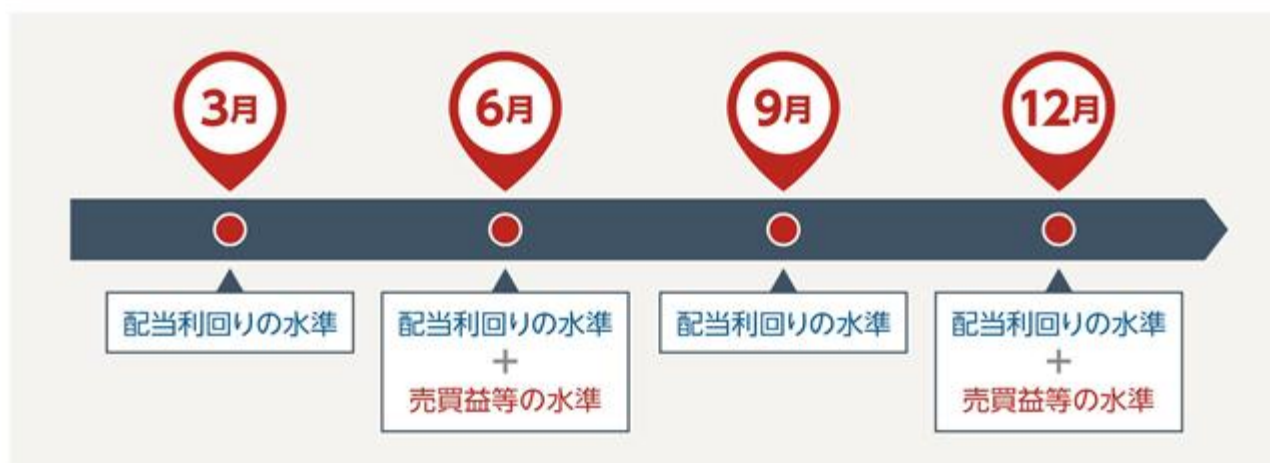 3月
6月
9月
12月
配当利回りの水準
配当利回りの水準
+
売買益等の水準
配当利回りの水準
配当利回りの水準
+
売買益等の水準